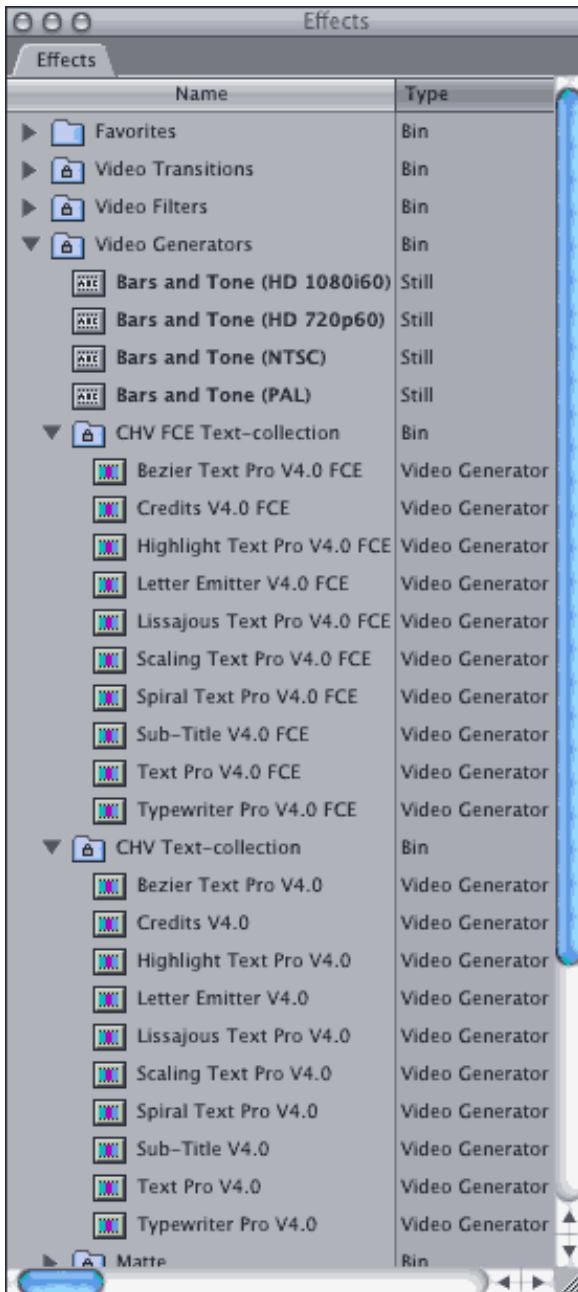 Effects
Effects
Name Type
Favorites Bin
Video Transitions Bin
Video Filters Bin
Video Generators Bin
Bars and Tone (HD 1080i60) Still
Bars and Tone (HD 720p60) Still
Bars and Tone (NTSC) Still
Bars and Tone (PAL) Still
CHV FCE Text-collection Bin
Bezier Text Pro V4.0 FCE Video Generator
Credits V4.0 FCE Video Generator
Highlight Text Pro V4.0 FCE Video Generator
Letter Emitter V4.0 FCE Video Generator
Lissajous Text Pro V4.0 FCE Video Generator
Scaling Text Pro V4.0 FCE Video Generator
Spiral Text Pro V4.0 FCE Video Generator
Sub-Title V4.0 FCE Video Generator
Text Pro V4.0 FCE Video Generator
Typewriter Pro V4.0 FCE Video Generator
CHV Text-collection Bin
Bezier Text Pro V4.0 Video Generator
Credits V4.0 Video Generator
Highlight Text Pro V4.0 Video Generator
Letter Emitter V4.0 Video Generator
Lissajous Text Pro V4.0 Video Generator
Scaling Text Pro V4.0 Video Generator
Spiral Text Pro V4.0 Video Generator
Sub-Title V4.0 Video Generator
Text Pro V4.0 Video Generator
Typewriter Pro V4.0 Video Generator
Matte Bin